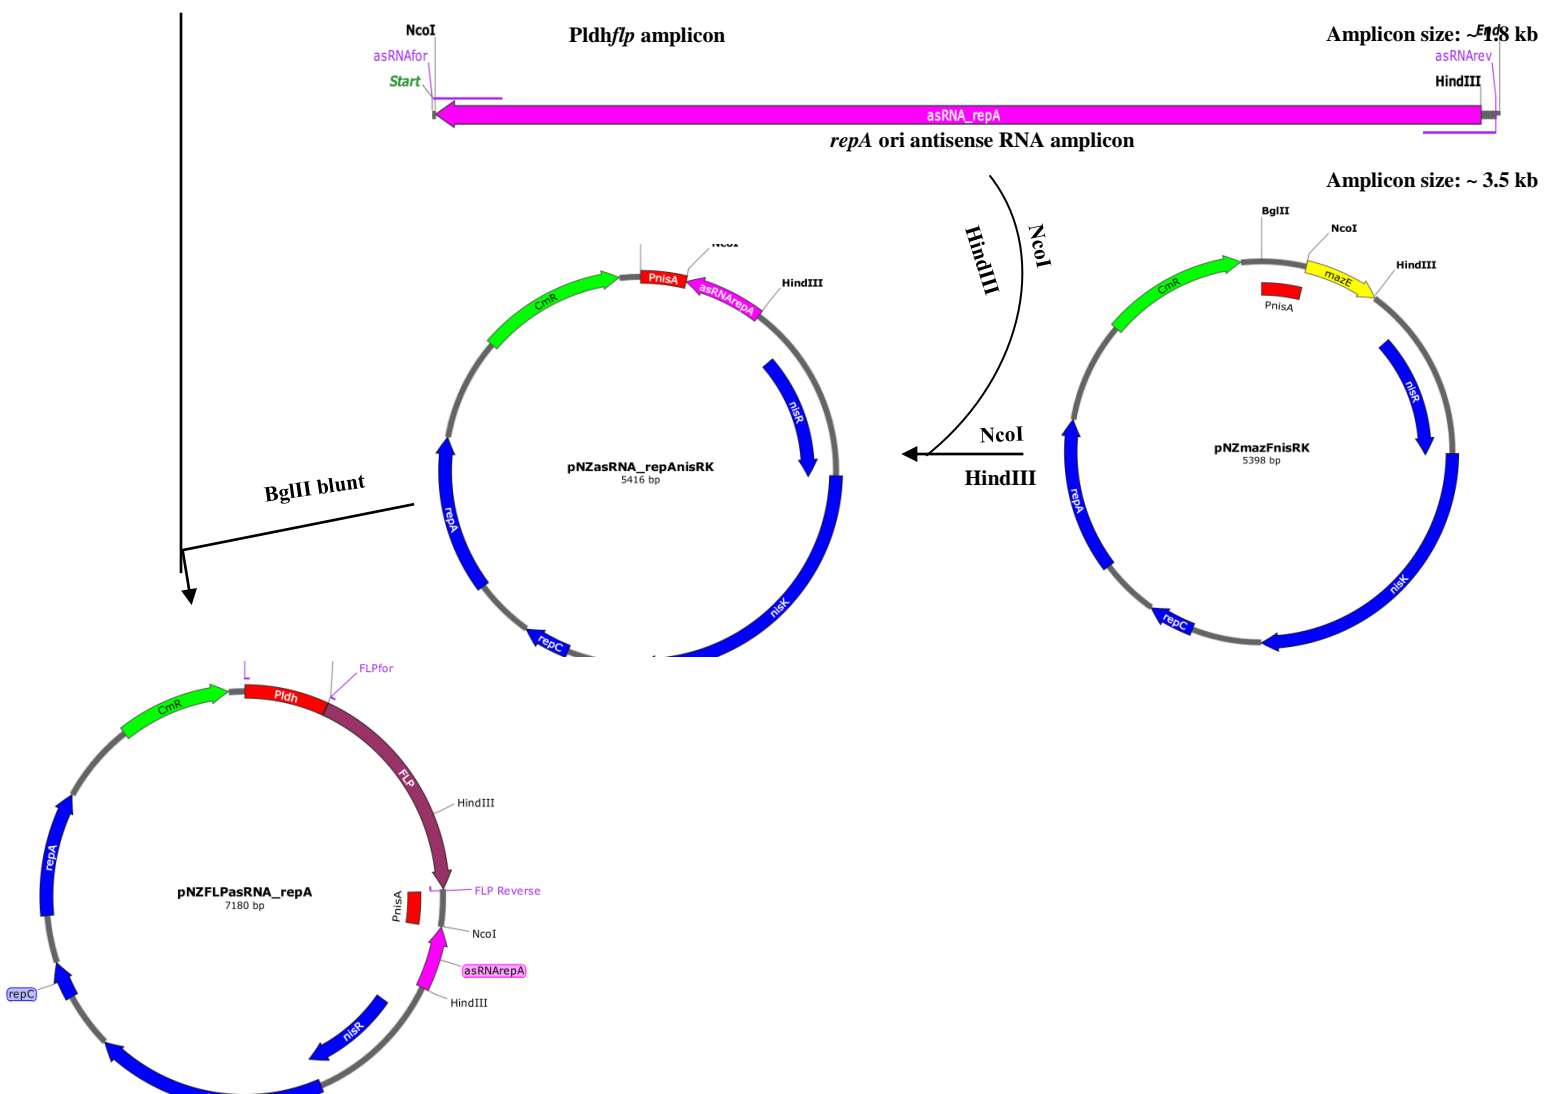 NcoI
Pldhflp amplicon
Amplicon size: ~ 1.8 kb
End
asRNAfor
asRNArev
Start
HindIII
asRNA_repA
repA ori antisense RNA amplicon
Amplicon size: ~ 3.5 kb
BglII
NcoI
HindIII
NcoI
HindIII
NcoI
HindIII
PnisA
asRNArepA
CmR
CmR
mazE
PnisA
nisR
nisR
NcoI
HindIII
pNZasRNA_repAnisRK
5416 bp
pNZmazFnisRK
5398 bp
BglII blunt
repA
repA
nisK
nisK
repC
repC
FLPfor
Pldh
CmR
FLP
HindIII
repA
pNZFLPasRNA_repA
7180 bp
PnisA
FLP Reverse
NcoI
asRNArepA
repC
HindIII
nisR